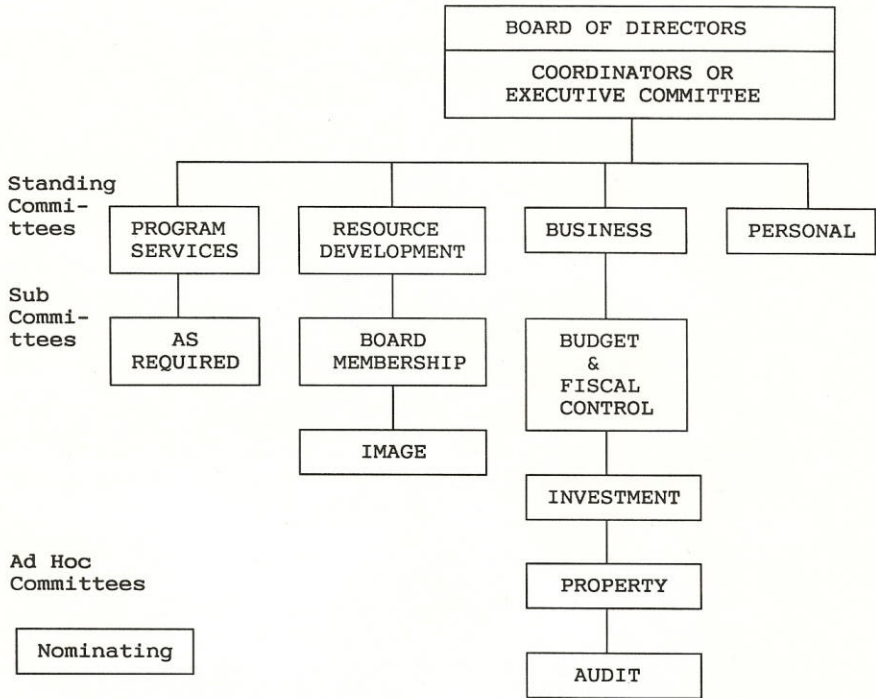 BOARD OF DIRECTORS
COORDINATORS OR
EXECUTIVE COMMITTEE
Standing
Commi-
ttees
PROGRAM
SERVICES
RESOURCE
DEVELOPMENT
BUSINESS
PERSONAL
Sub
Commi-
ttees
AS
REQUIRED
BOARD
MEMBERSHIP
BUDGET
&
FISCAL
CONTROL
IMAGE
INVESTMENT
Ad Hoc
Committees
PROPERTY
Nominating
AUDIT